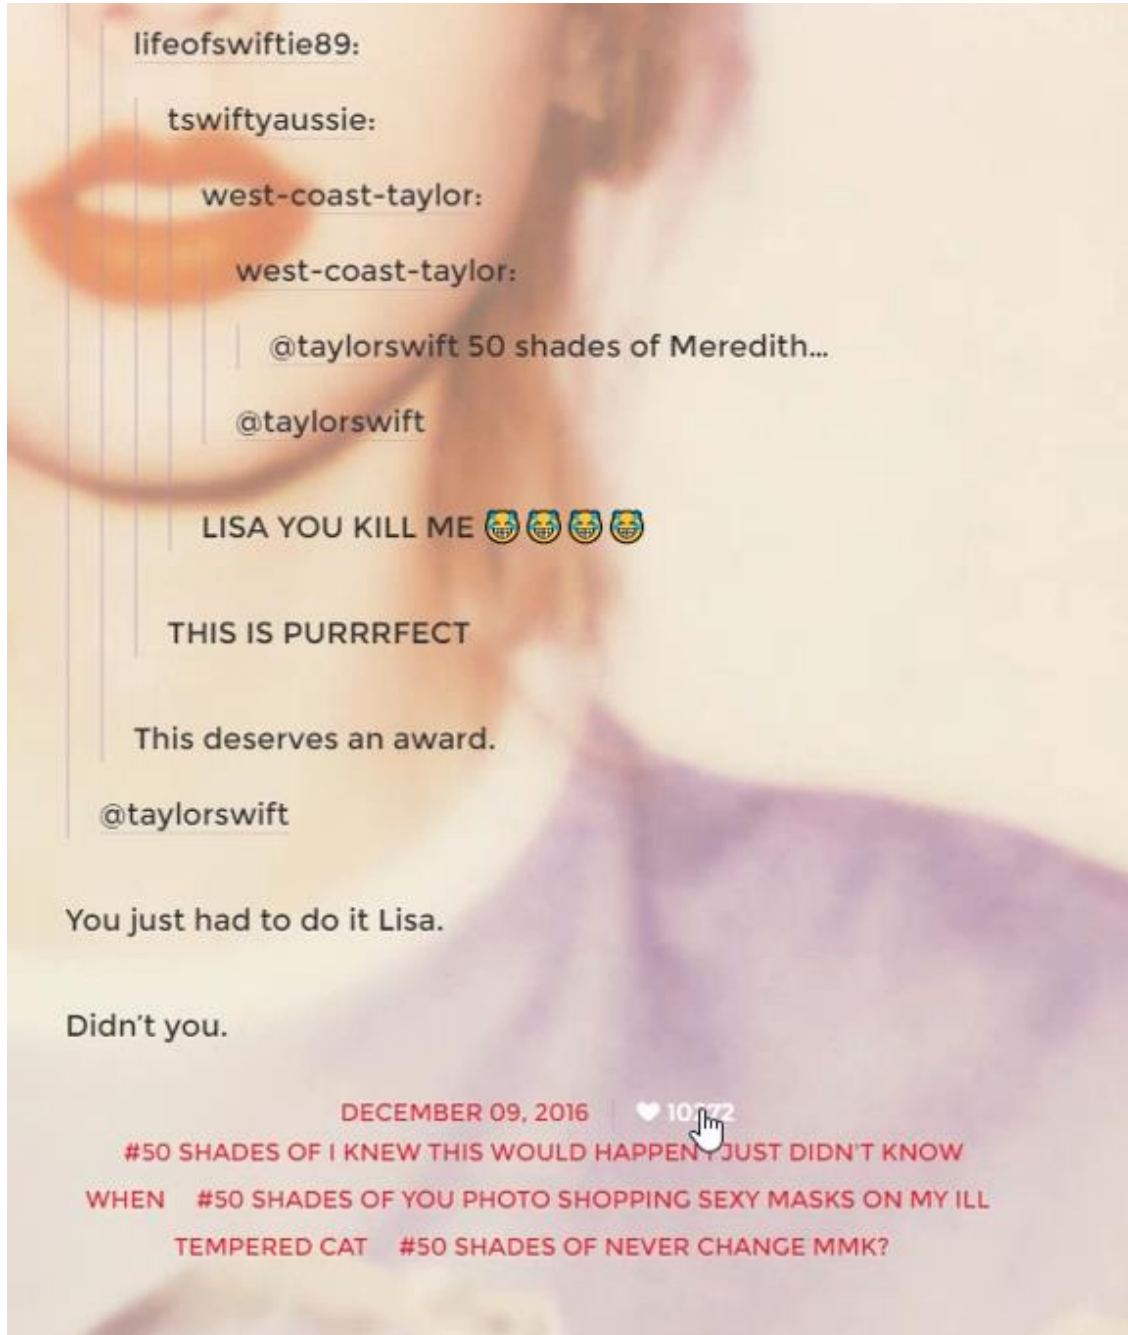 lifeofswiftie89:
tswiftyaussie:
west-coast-taylor:
west-coast-taylor:
@taylorswift 50 shades of Meredith...
@taylorswift
LISA YOU KILL ME 😹😹😹😹
THIS IS PURRRFECT
This deserves an award.
@taylorswift
You just had to do it Lisa.
Didn't you.
DECEMBER 09, 2016
#50 SHADES OF I KNEW THIS WOULD HAPPEN I JUST DIDN'T KNOW
WHEN #50 SHADES OF YOU PHOTO SHOPPING SEXY MASKS ON MY ILL
TEMPERED CAT #50 SHADES OF NEVER CHANGE MMK?